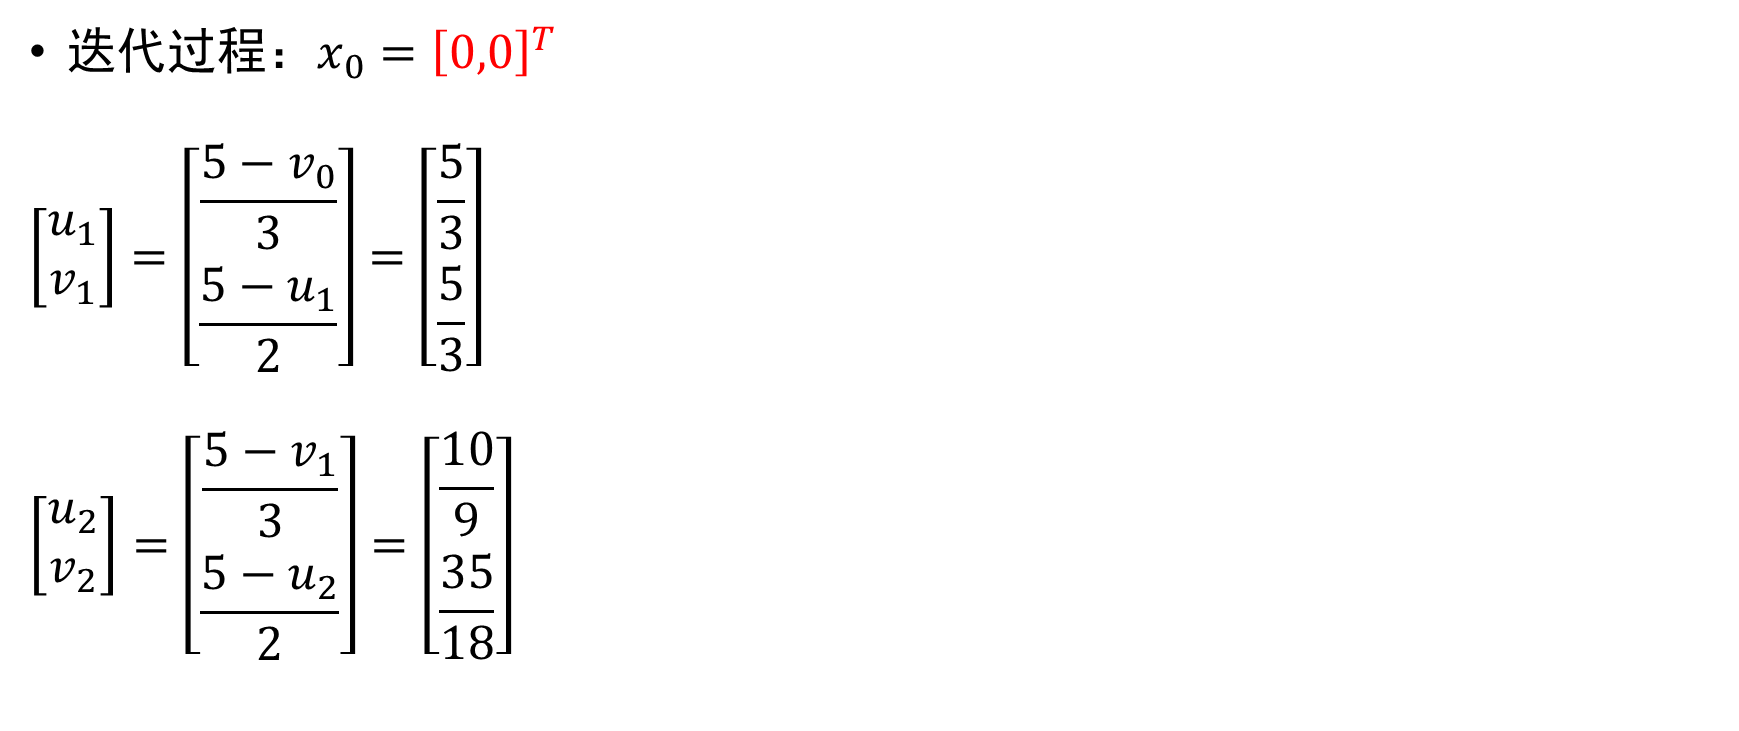 • 迭代过程：x₀ = [0,0]ᵀ
[u₁ v₁] = [(5 − v₀)/3 (5 − u₁)/2] = [5/3 5/3]
[u₂ v₂] = [(5 − v₁)/3 (5 − u₂)/2] = [10/9 35/18]